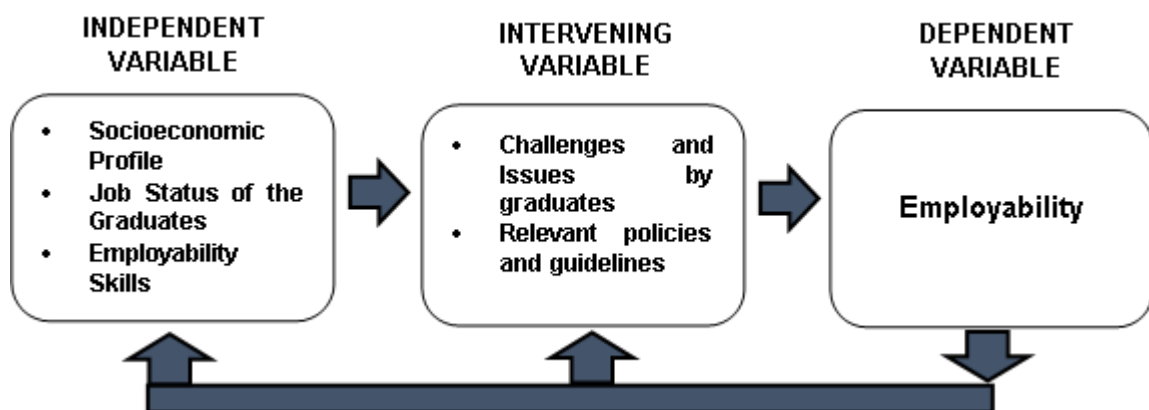 INDEPENDENT
VARIABLE
• Socioeconomic
Profile
• Job Status of the
Graduates
• Employability
Skills
INTERVENING
VARIABLE
• Challenges and
Issues by
graduates
• Relevant policies
and guidelines
DEPENDENT
VARIABLE
Employability